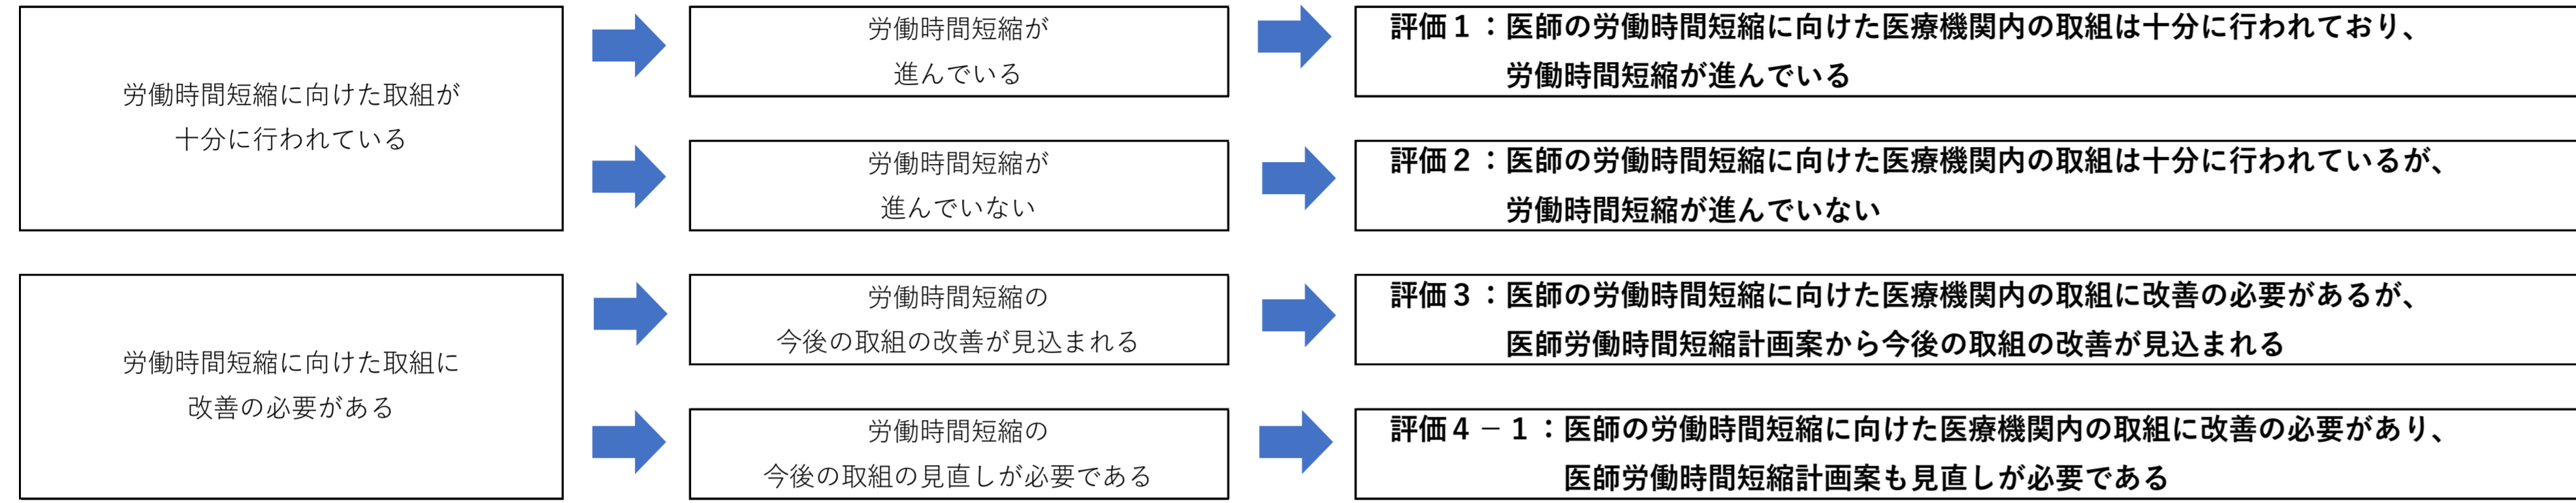 労働時間短縮に向けた取組が
十分に行われている
労働時間短縮が
進んでいる
評価1:医師の労働時間短縮に向けた医療機関内の取組は十分に行われており、
労働時間短縮が進んでいる
労働時間短縮が
進んでいない
評価2:医師の労働時間短縮に向けた医療機関内の取組は十分に行われているが、
労働時間短縮が進んでいない
労働時間短縮に向けた取組に
改善の必要がある
労働時間短縮の
今後の取組の改善が見込まれる
評価3:医師の労働時間短縮に向けた医療機関内の取組に改善の必要があるが、
医師労働時間短縮計画案から今後の取組の改善が見込まれる
労働時間短縮の
今後の取組の見直しが必要である
評価4-1:医師の労働時間短縮に向けた医療機関内の取組に改善の必要があり、
医師労働時間短縮計画案も見直しが必要である